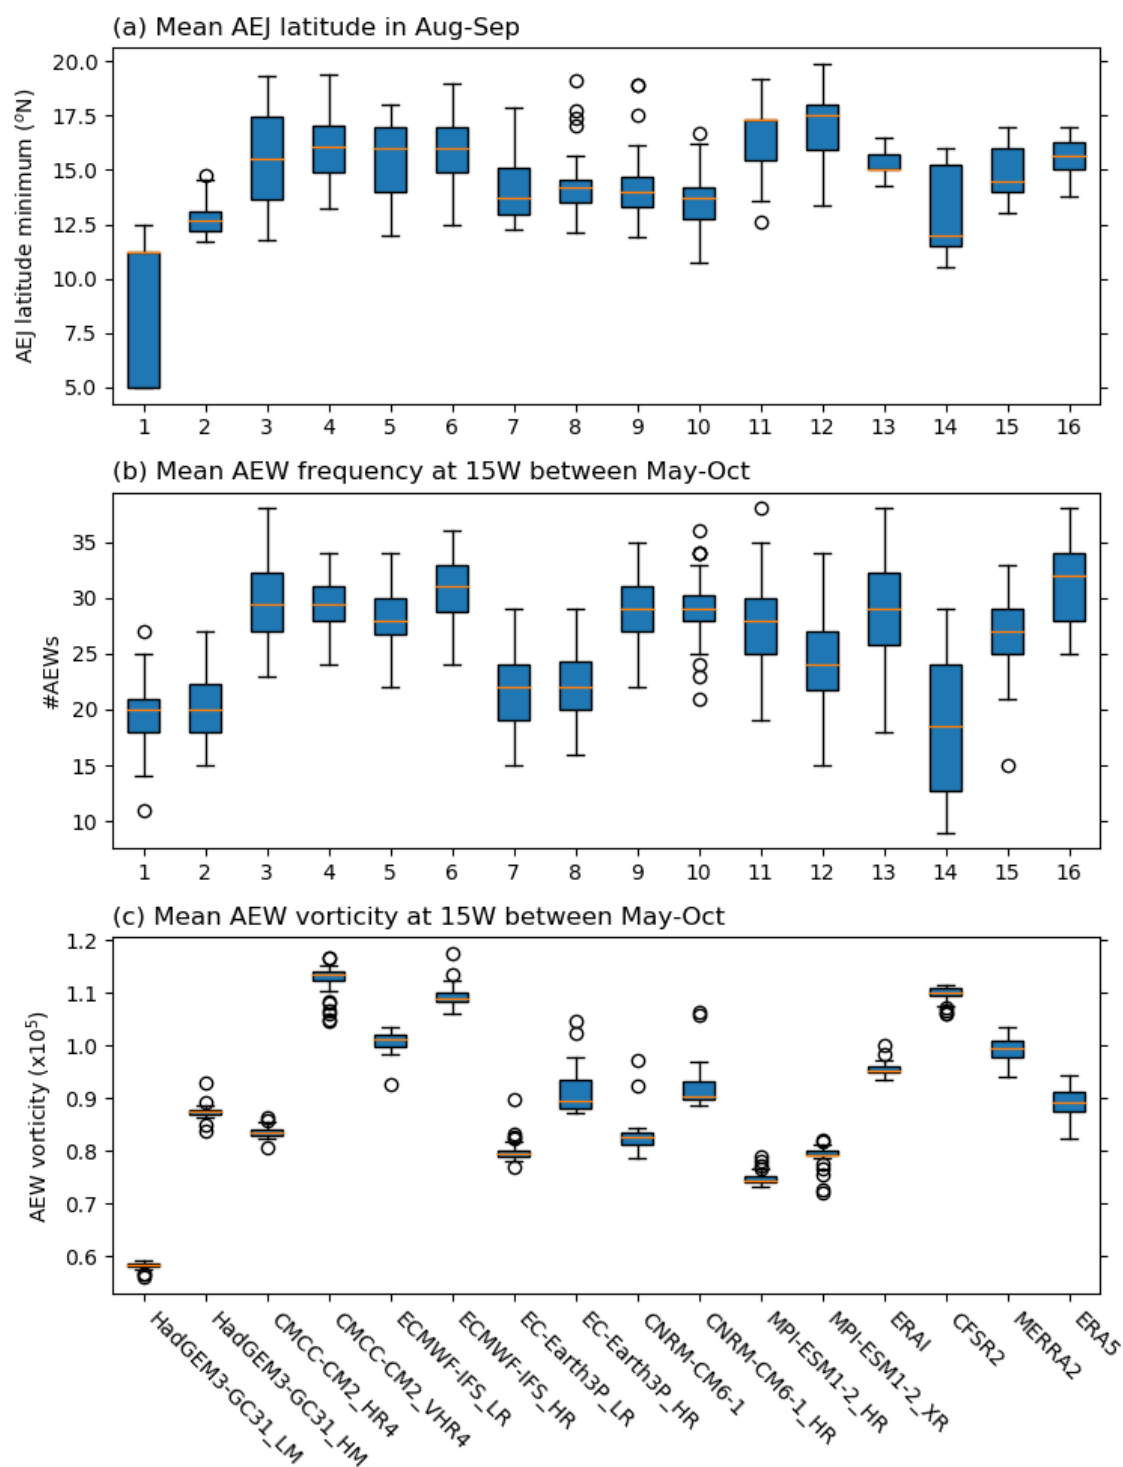 (a) Mean AEJ latitude in Aug-Sep
AEJ latitude minimum (°N)
20.0
17.5
15.0
12.5
10.0
7.5
5.0
1 2 3 4 5 6 7 8 9 10 11 12 13 14 15 16
(b) Mean AEW frequency at 15W between May-Oct
#AEWs
35
30
25
20
15
10
1 2 3 4 5 6 7 8 9 10 11 12 13 14 15 16
(c) Mean AEW vorticity at 15W between May-Oct
AEW vorticity (x10⁵)
1.2
1.1
1.0
0.9
0.8
0.7
0.6
HadGEM3-GC31_LM
HadGEM3-GC31_HM
CMCC-CM2_HR4
CMCC-CM2_VHR4
ECMWF-IFS_LR
ECMWF-IFS_HR
EC-Earth3P_LR
EC-Earth3P_HR
CNRM-CM6-1
CNRM-CM6-1_HR
MPI-ESM1-2_HR
MPI-ESM1-2_XR
ERAI
CFSR2
MERRA2
ERA5